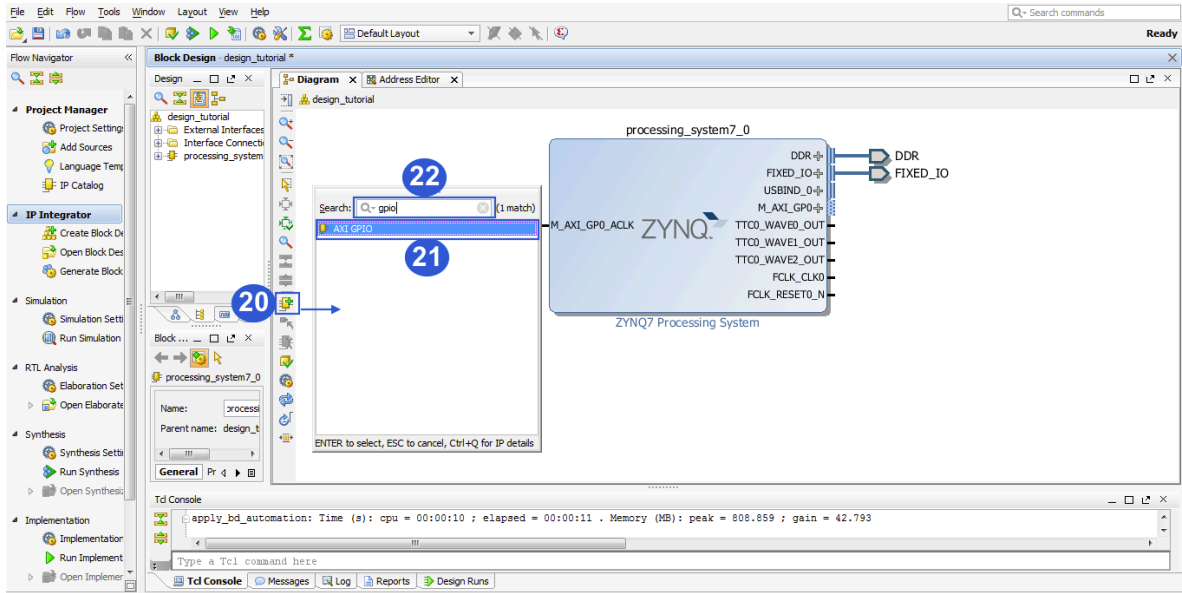 File Edit Flow Tools Window Layout View Help
Search commands
Default Layout
Ready
Flow Navigator
Project Manager
Project Settings
Add Sources
Language Temp
IP Catalog
IP Integrator
Create Block De
Open Block Des
Generate Block
Simulation
Simulation Setti
Run Simulation
RTL Analysis
Elaboration Set
Open Elaborate
Synthesis
Synthesis Setti
Run Synthesis
Open Synthesi
Implementation
Implementation
Run Implement
Open Implemer
Block Design - design_tutorial *
Design
design_tutorial
External Interfaces
Interface Connecti
processing_system
Block ...
processing_system7_0
Name: processi
Parent name: design_t
General Pr
Diagram Address Editor
design_tutorial
20
22
Search: gpio (1 match)
AXI GPIO
21
ENTER to select, ESC to cancel, Ctrl+Q for IP details
processing_system7_0
DDR
FIXED_IO
USBIND_0
M_AXI_GP0
M_AXI_GP0_ACLK
ZYNQ
TTC0_WAVE0_OUT
TTC0_WAVE1_OUT
TTC0_WAVE2_OUT
FCLK_CLK0
FCLK_RESET0_N
ZYNQ7 Processing System
DDR
FIXED_IO
Tcl Console
apply_bd_automation: Time (s): cpu = 00:00:10 ; elapsed = 00:00:11 . Memory (MB): peak = 808.859 ; gain = 42.793
Type a Tcl command here
Tcl Console Messages Log Reports Design Runs